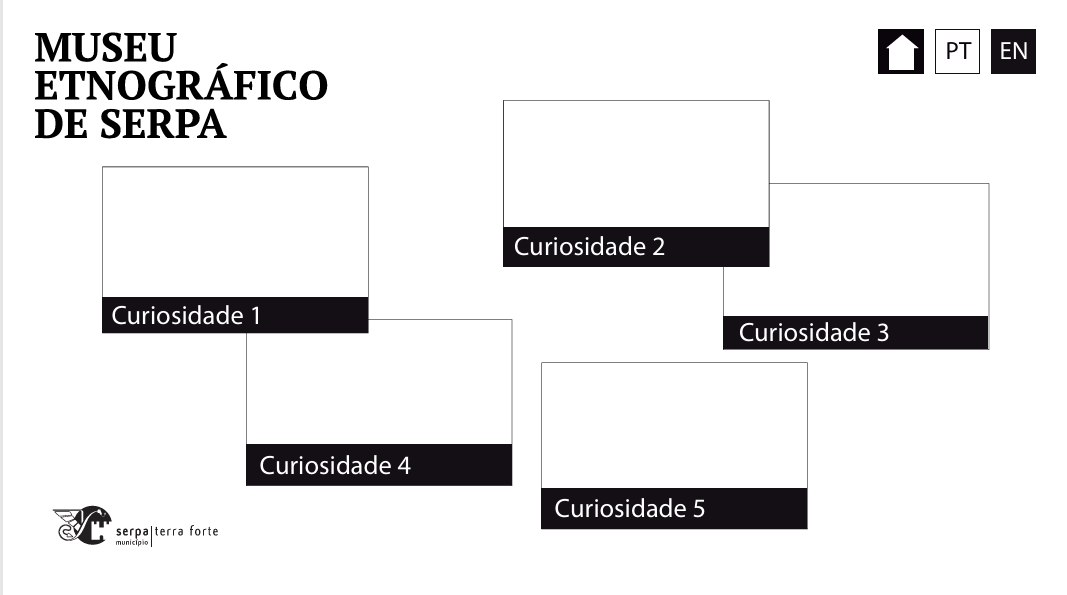 MUSEU
ETNOGRÁFICO
DE SERPA
PT
EN
Curiosidade 1
Curiosidade 2
Curiosidade 3
Curiosidade 4
Curiosidade 5
serpa|terra forte
município